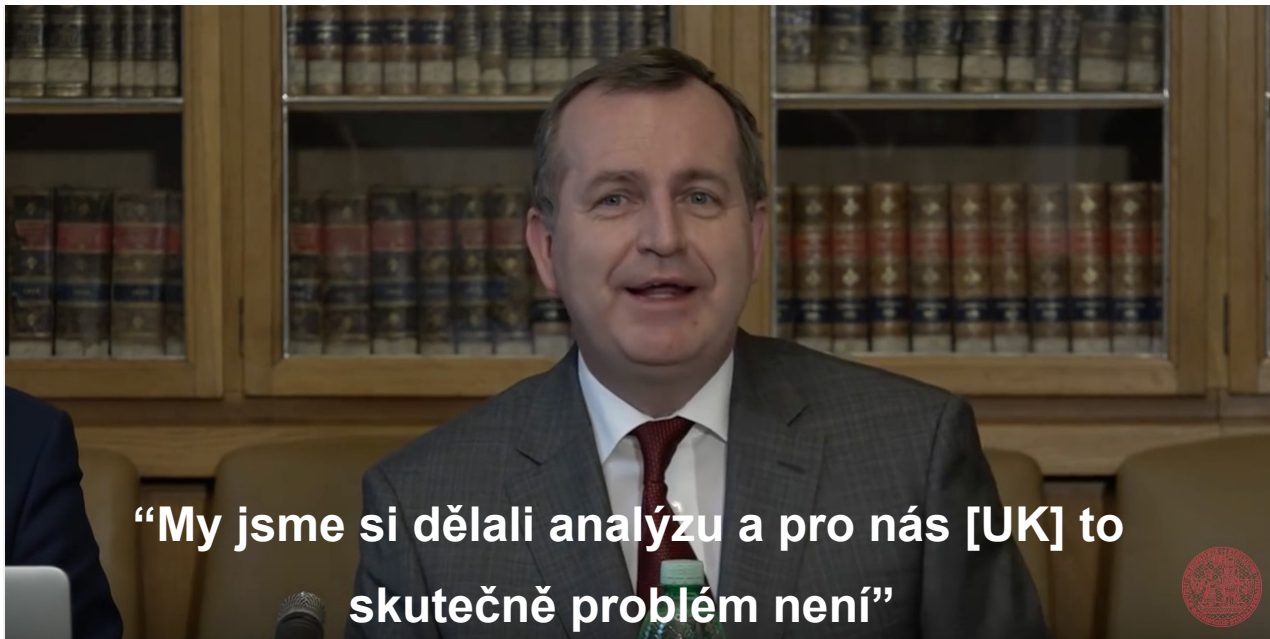 “My jsme si dělali analýzu a pro nás [UK] to
skutečně problém není”